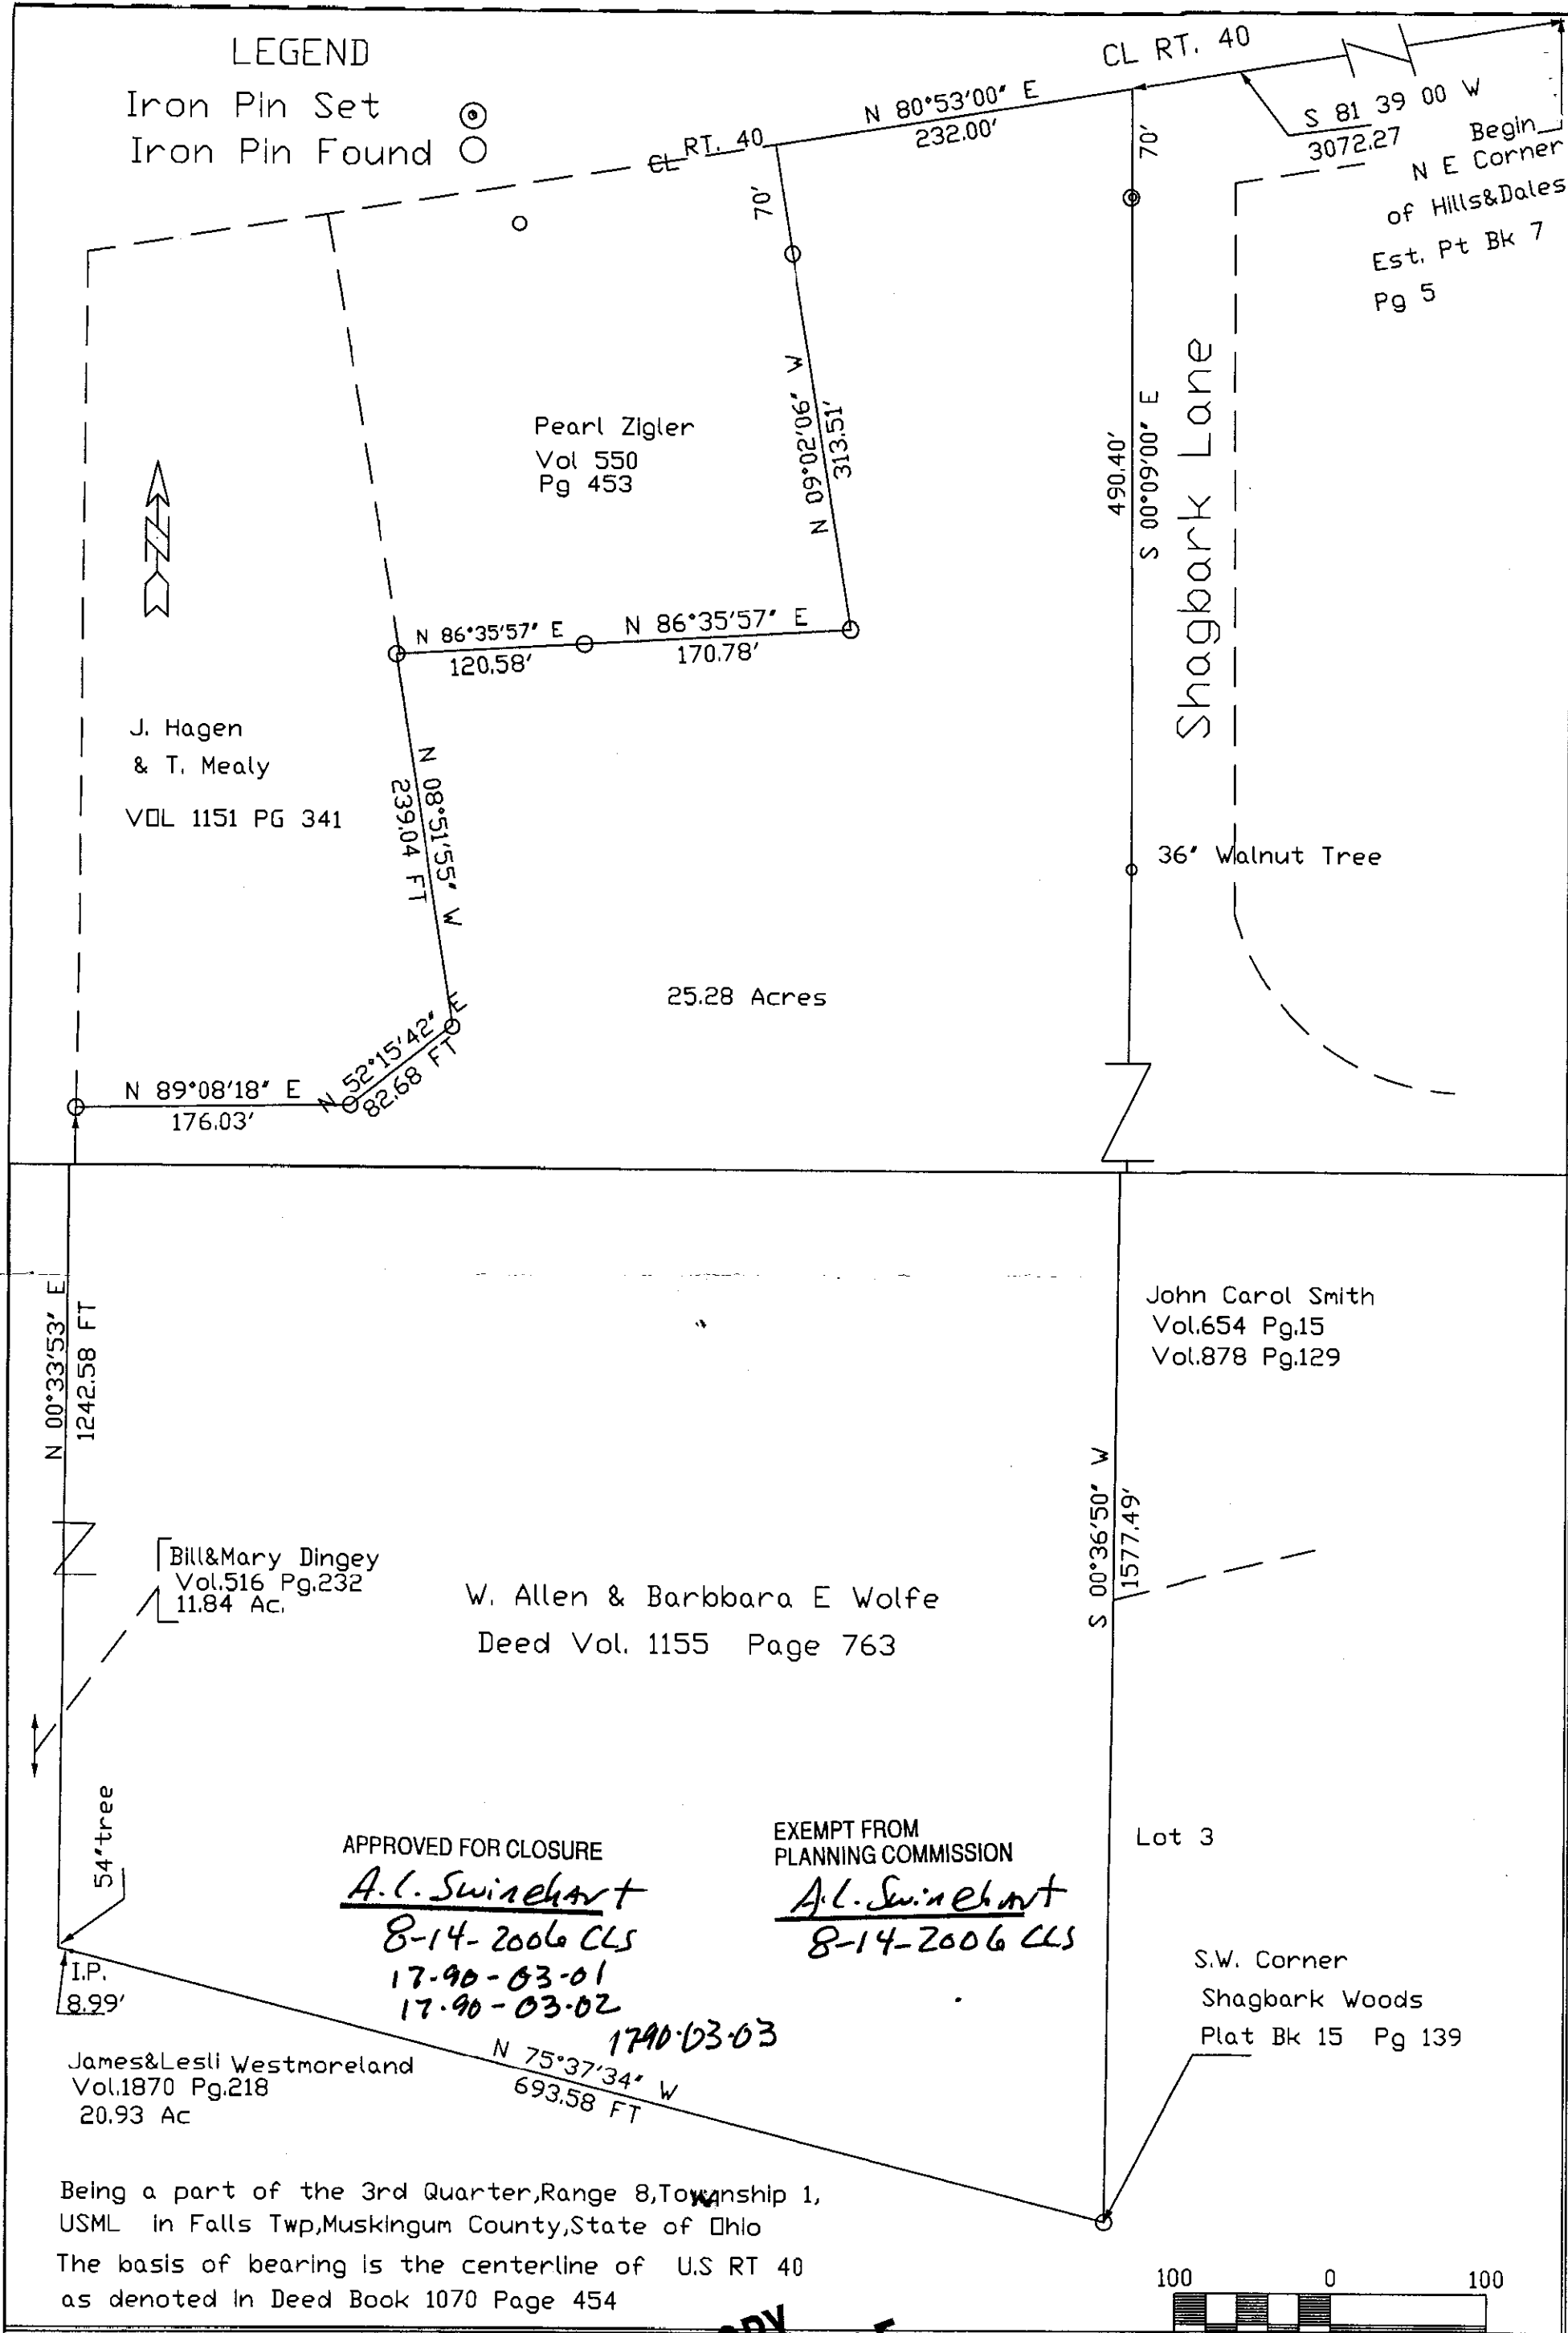 LEGEND
Iron Pin Set
Iron Pin Found
CL RT. 40
N 80°53'00" E
232.00'
CL RT. 40
S 81 39 00 W
3072.27
Begin
N E Corner
of Hills&Dales
Est. Pt Bk 7
Pg 5
70'
70'
N 09°02'06" W
313.51'
Pearl Zigler
Vol 550
Pg 453
490.40'
S 00°09'00" E
Shagbark Lane
N
N 86°35'57" E
120.58'
N 86°35'57" E
170.78'
J. Hagen
& T. Mealy
VOL 1151 PG 341
N 08°51'55" W
239.04 FT
36" Walnut Tree
25.28 Acres
N 52°15'42" E
82.68 FT
N 89°08'18" E
176.03'
N 00°33'53" E
1242.58 FT
John Carol Smith
Vol.654 Pg.15
Vol.878 Pg.129
S 00°36'50" W
1577.49'
Bill&Mary Dingey
Vol.516 Pg.232
11.84 Ac.
W. Allen & Barbbara E Wolfe
Deed Vol. 1155 Page 763
54"tree
APPROVED FOR CLOSURE
A.C. Swinehart
8-14-2006 CLS
17-90-03-01
17-90-03-02
1790-03-03
EXEMPT FROM
PLANNING COMMISSION
A.C. Swinehart
8-14-2006 CLS
Lot 3
I.P.
8.99'
S.W. Corner
Shagbark Woods
Plat Bk 15 Pg 139
N 75°37'34" W
693.58 FT
James&Lesli Westmoreland
Vol.1870 Pg.218
20.93 Ac
Being a part of the 3rd Quarter,Range 8,Township 1,
USML in Falls Twp,Muskingum County,State of Ohio
The basis of bearing is the centerline of U.S RT 40
as denoted in Deed Book 1070 Page 454
100 0 100